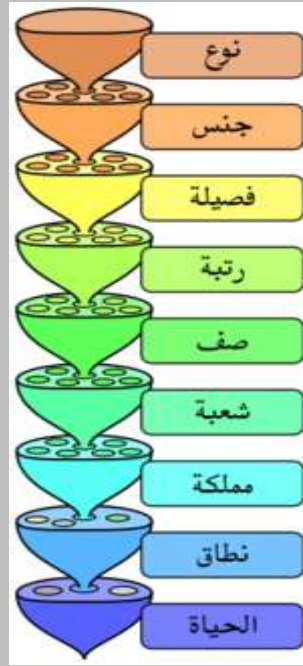 نوع
جنس
فصيلة
رتبة
صف
شعبة
مملكة
نطاق
الحياة